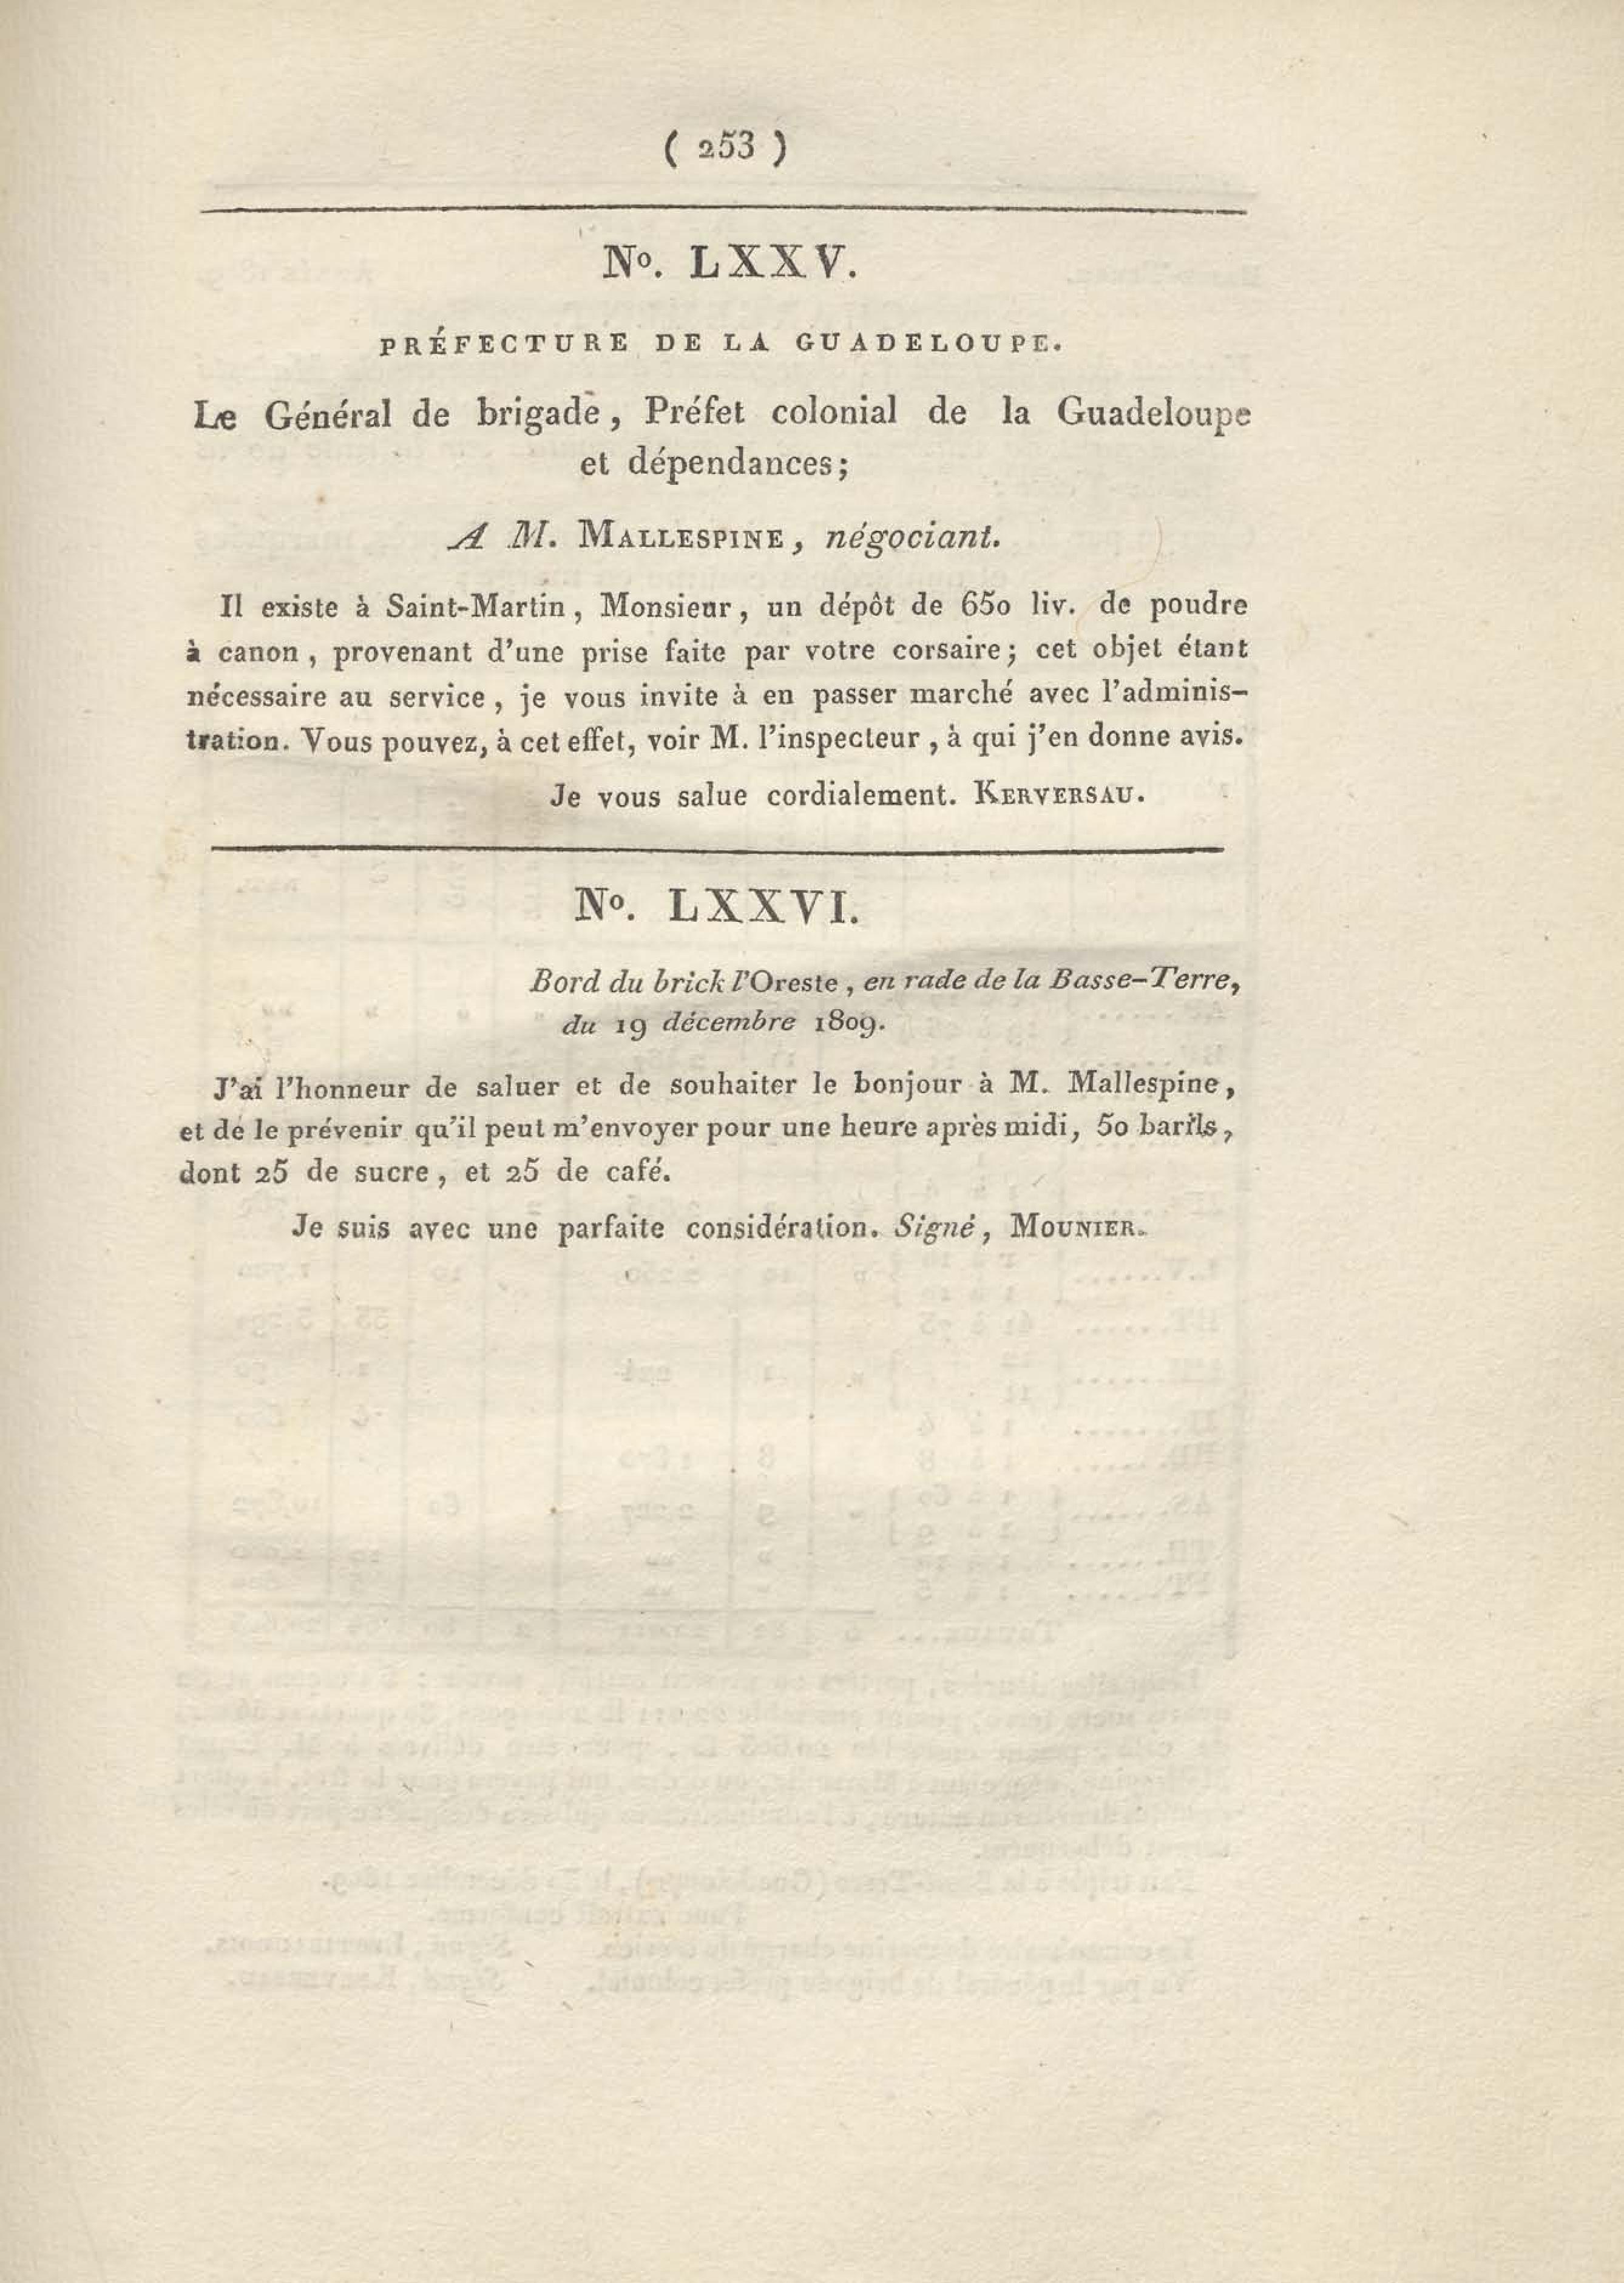 ( 253 )
Nº. LXXV.
PRÉFECTURE DE LA GUADELOUPE.
Le Général de brigade, Préfet colonial de la Guadeloupe
et dépendances;
A M. MALLESPINE, négociant.
Il existe à Saint-Martin, Monsieur, un dépôt de 650 liv. de poudre
à canon, provenant d'une prise faite par votre corsaire; cet objet étant
nécessaire au service, je vous invite à en passer marché avec l'adminis-
tration. Vous pouvez, à cet effet, voir M. l'inspecteur, à qui j'en donne avis.
Je vous salue cordialement. KERVERSAU.
Nº. LXXVI.
Bord du brick l'Oreste, en rade de la Basse-Terre,
du 19 décembre 1809.
J'ai l'honneur de saluer et de souhaiter le bonjour à M. Mallespine,
et de le prévenir qu'il peut m'envoyer pour une heure après midi, 50 barils,
dont 25 de sucre, et 25 de café.
Je suis avec une parfaite considération. Signé, MOUNIER.